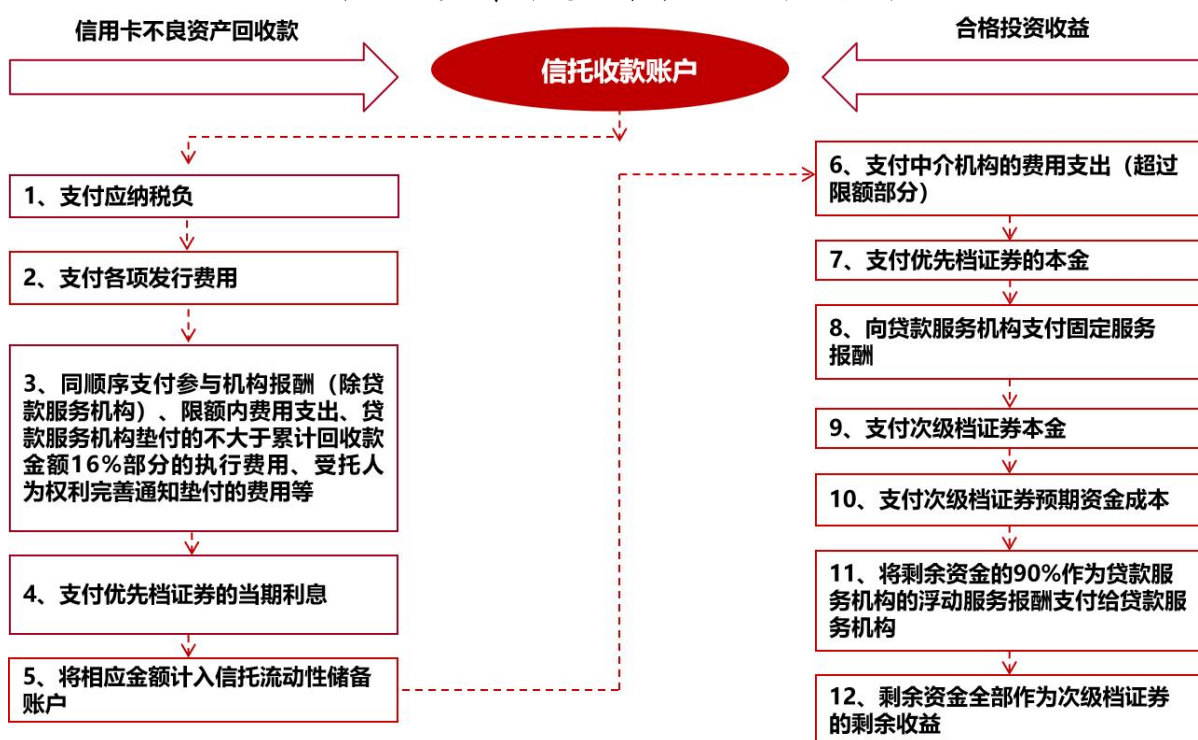 信用卡不良资产回收款
信托收款账户
合格投资收益
1、支付应纳税负
2、支付各项发行费用
3、同顺序支付参与机构报酬（除贷
款服务机构）、限额内费用支出、贷
款服务机构垫付的不大于累计回收款
金额16%部分的执行费用、受托人
为权利完善通知垫付的费用等
4、支付优先档证券的当期利息
5、将相应金额计入信托流动性储备
账户
6、支付中介机构的费用支出（超过
限额部分）
7、支付优先档证券的本金
8、向贷款服务机构支付固定服务
报酬
9、支付次级档证券本金
10、支付次级档证券预期资金成本
11、将剩余资金的90%作为贷款服
务机构的浮动服务报酬支付给贷款服
务机构
12、剩余资金全部作为次级档证券
的剩余收益